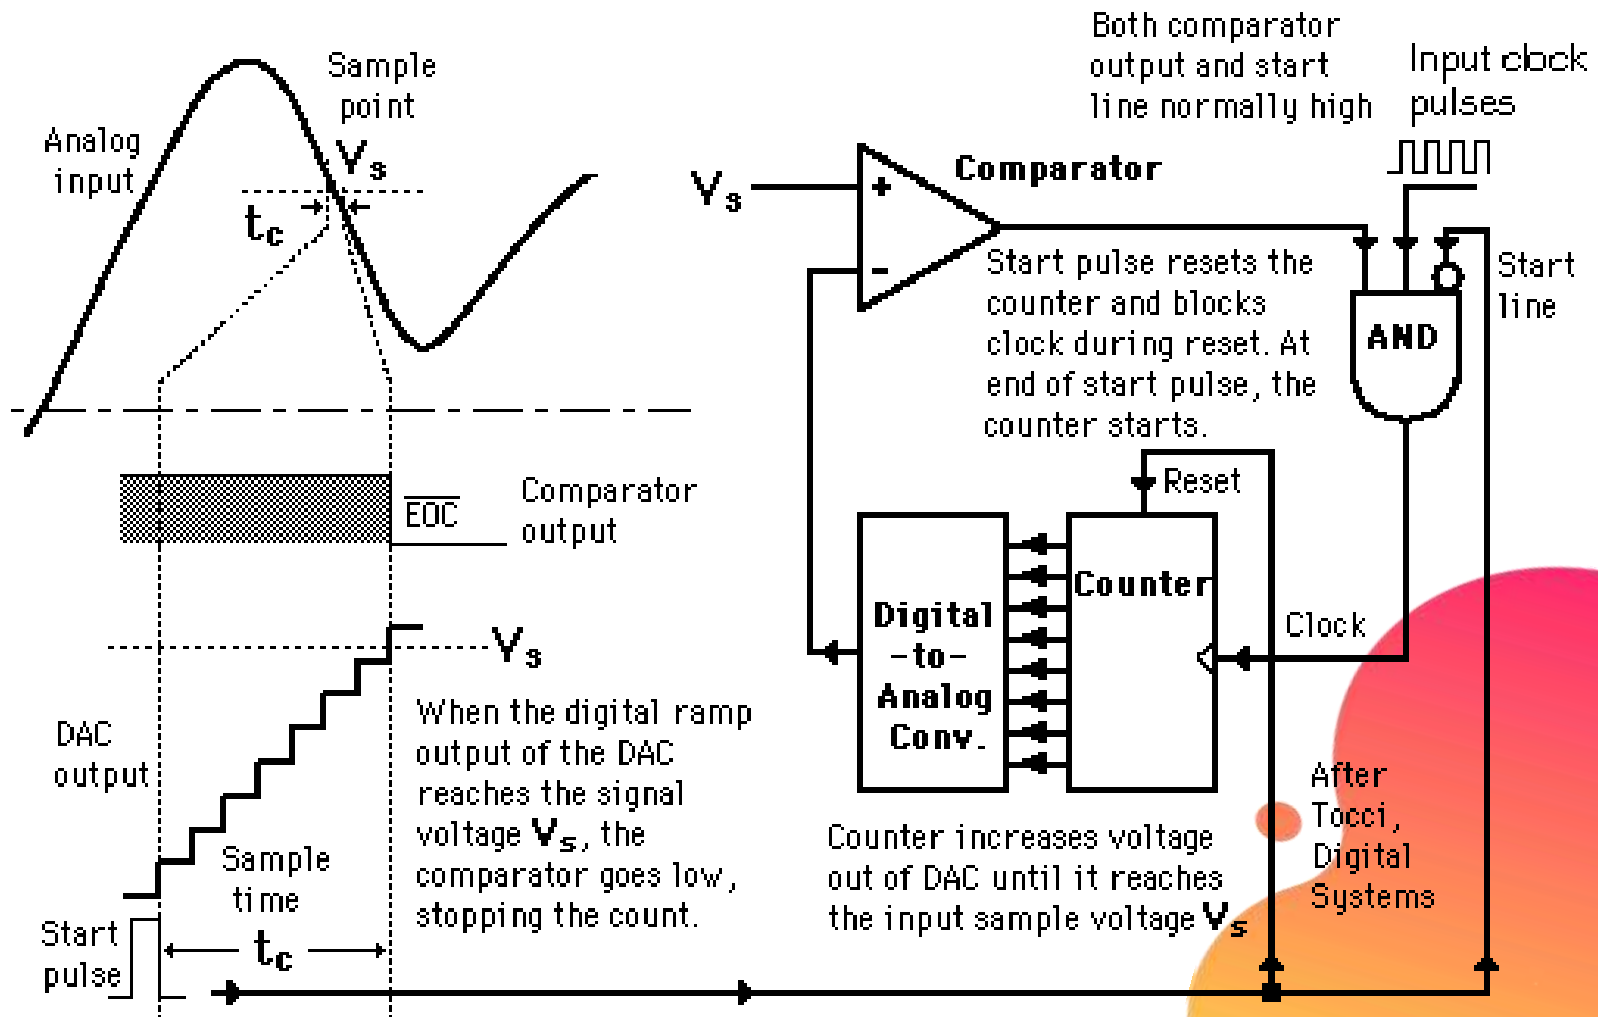 Both comparator
output and start
line normally high
Input clock
pulses
Sample
point
Analog
input
Vs
tc
Vs
+
Comparator
-
Start pulse resets the
counter and blocks
clock during reset. At
end of start pulse, the
counter starts.
Start
line
AND
Reset
EOC
Comparator
output
Counter
Digital
-to-
Analog
Conv.
Clock
Vs
DAC
output
When the digital ramp
output of the DAC
reaches the signal
voltage Vs, the
comparator goes low,
stopping the count.
Sample
time
Start
pulse
tc
Counter increases voltage
out of DAC until it reaches
the input sample voltage Vs
After
Tocci,
Digital
Systems